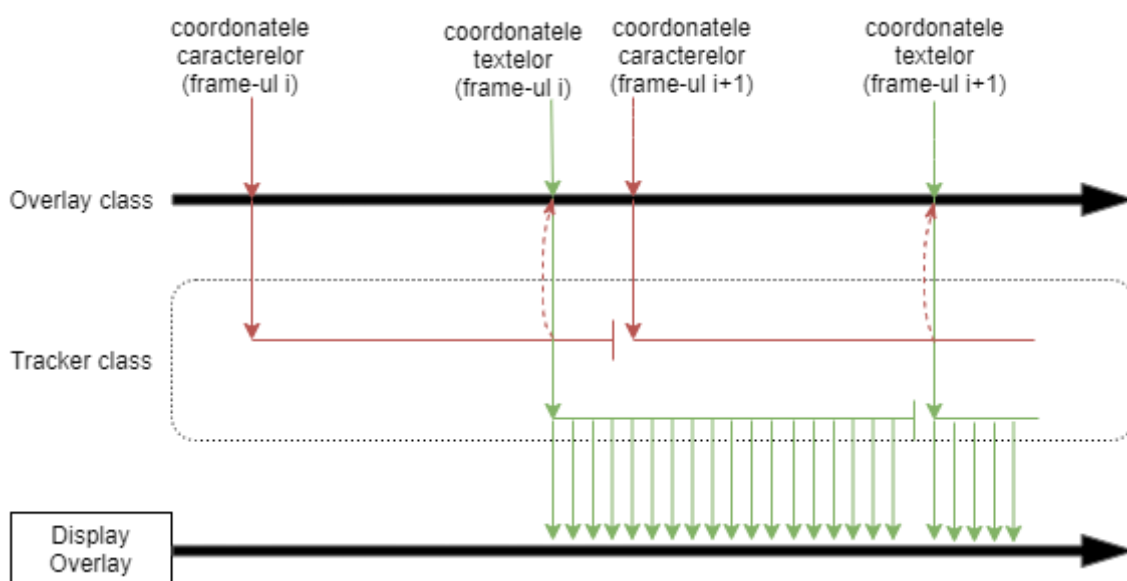 coordonatele
caracterelor
(frame-ul i)
coordonatele
textelor
(frame-ul i)
coordonatele
caracterelor
(frame-ul i+1)
coordonatele
textelor
(frame-ul i+1)
Overlay class
Tracker class
Display
Overlay